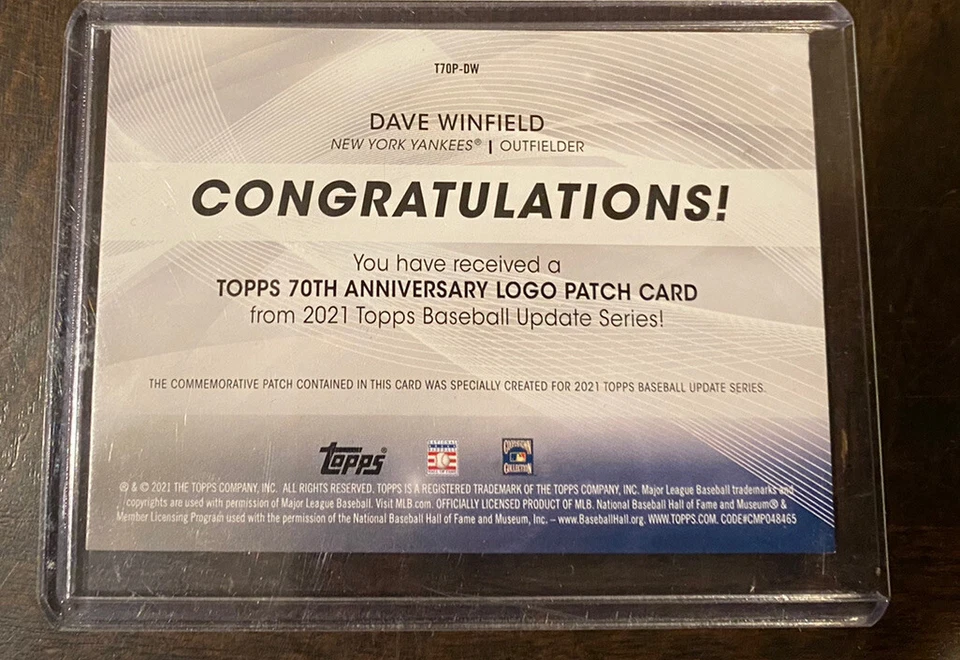 T70P-DW
DAVE WINFIELD
NEW YORK YANKEES® | OUTFIELDER
CONGRATULATIONS!
You have received a
TOPPS 70TH ANNIVERSARY LOGO PATCH CARD
from 2021 Topps Baseball Update Series!
THE COMMEMORATIVE PATCH CONTAINED IN THIS CARD WAS SPECIALLY CREATED FOR 2021 TOPPS BASEBALL UPDATE SERIES.
Topps®
COOPERSTOWN
COLLECTION
® & © 2021 THE TOPPS COMPANY, INC. ALL RIGHTS RESERVED. TOPPS IS A REGISTERED TRADEMARK OF THE TOPPS COMPANY, INC. Major League Baseball trademarks and
copyrights are used with permission of Major League Baseball. Visit MLB.com. OFFICIALLY LICENSED PRODUCT OF MLB. National Baseball Hall of Fame and Museum® &
Member Licensing Program used with the permission of the National Baseball Hall of Fame and Museum, Inc. – www.BaseballHall.org. WWW.TOPPS.COM. CODE#CMP048465